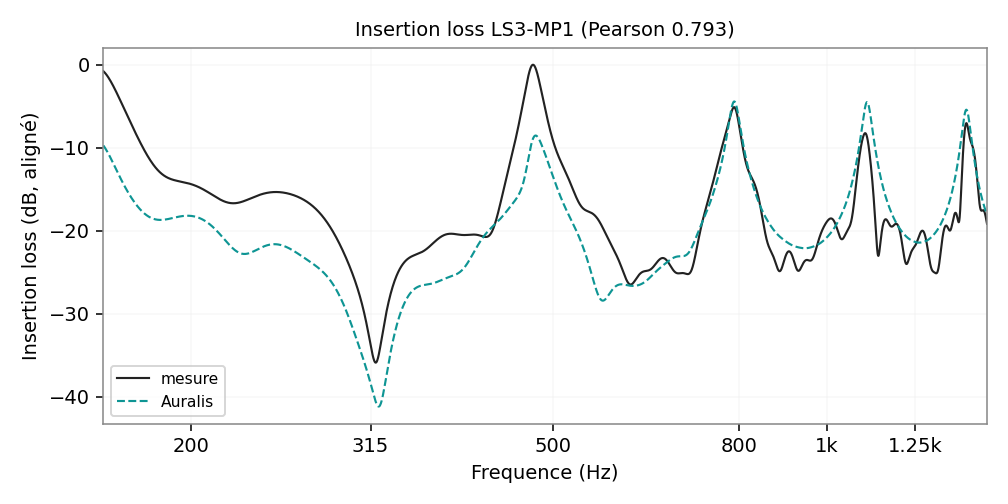 Insertion loss LS3-MP1 (Pearson 0.793)
Insertion loss (dB, aligné)
0
−10
−20
−30
−40
mesure
Auralis
200
315
500
800
1k
1.25k
Frequence (Hz)